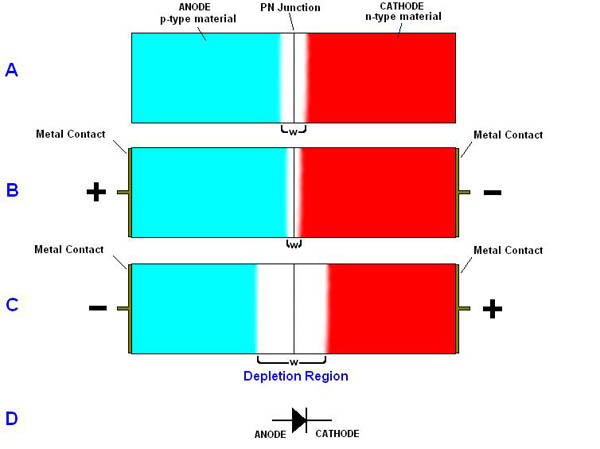 ANODE
p-type material
PN Junction
CATHODE
n-type material
A
w
Metal Contact
Metal Contact
B
+
−
w
Metal Contact
Metal Contact
C
−
+
w
Depletion Region
D
ANODE
CATHODE